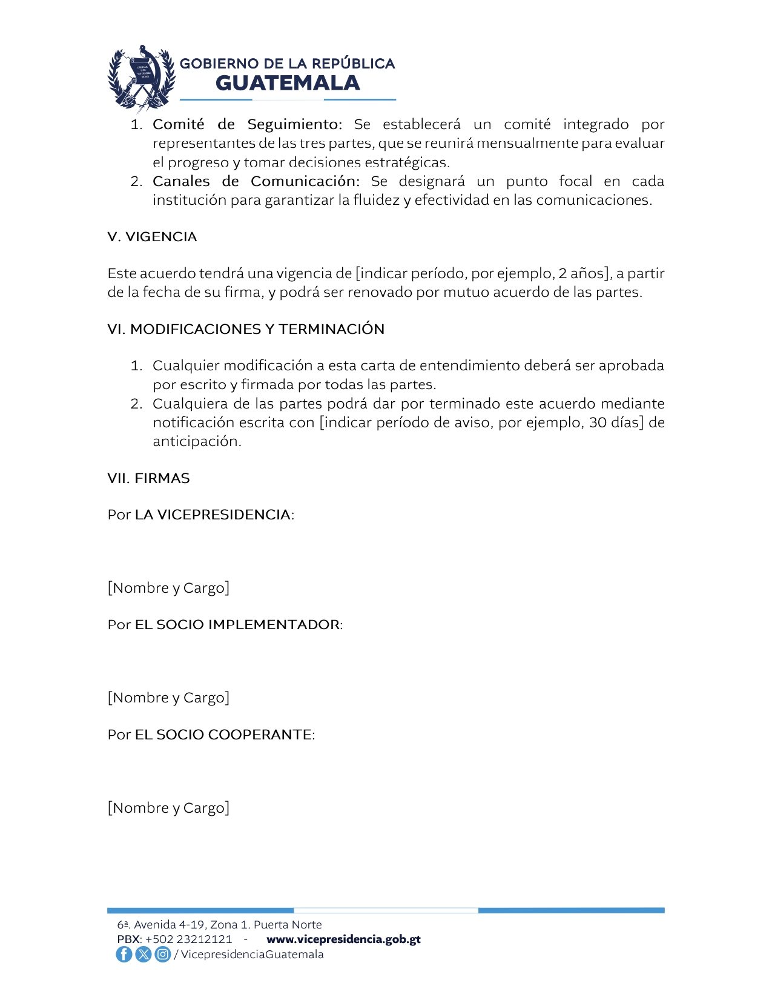 GOBIERNO DE LA REPÚBLICA
GUATEMALA
1. Comité de Seguimiento: Se establecerá un comité integrado por
representantes de las tres partes, que se reunirá mensualmente para evaluar
el progreso y tomar decisiones estratégicas.
2. Canales de Comunicación: Se designará un punto focal en cada
institución para garantizar la fluidez y efectividad en las comunicaciones.
V. VIGENCIA
Este acuerdo tendrá una vigencia de [indicar período, por ejemplo, 2 años], a partir
de la fecha de su firma, y podrá ser renovado por mutuo acuerdo de las partes.
VI. MODIFICACIONES Y TERMINACIÓN
1. Cualquier modificación a esta carta de entendimiento deberá ser aprobada
por escrito y firmada por todas las partes.
2. Cualquiera de las partes podrá dar por terminado este acuerdo mediante
notificación escrita con [indicar período de aviso, por ejemplo, 30 días] de
anticipación.
VII. FIRMAS
Por LA VICEPRESIDENCIA:
[Nombre y Cargo]
Por EL SOCIO IMPLEMENTADOR:
[Nombre y Cargo]
Por EL SOCIO COOPERANTE:
[Nombre y Cargo]
6ª. Avenida 4-19, Zona 1. Puerta Norte
PBX: +502 23212121 - www.vicepresidencia.gob.gt
/ VicepresidenciaGuatemala